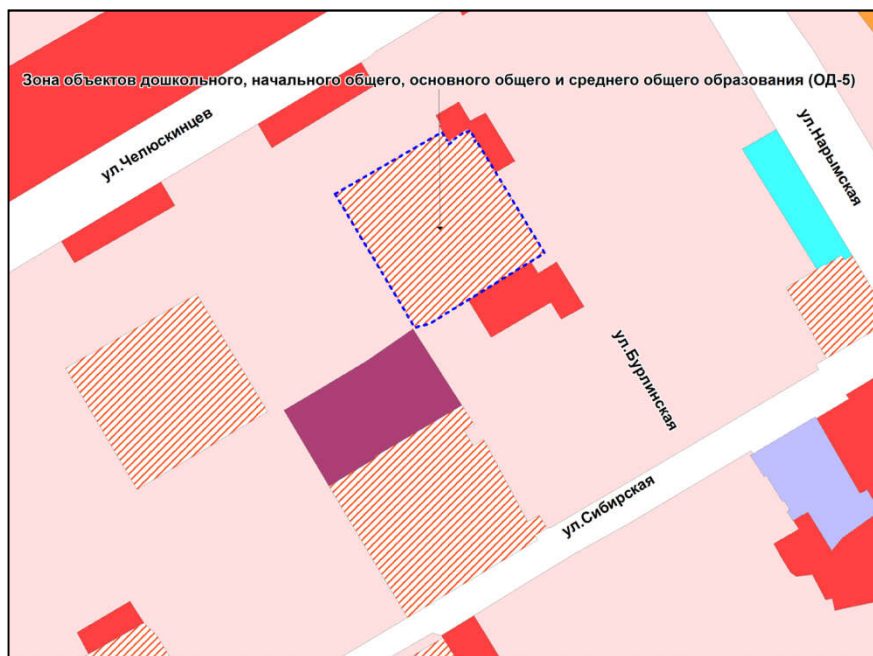 Зона объектов дошкольного, начального общего, основного общего и среднего общего образования (ОД-5)
ул.Челюскинцев
ул.Нарымская
ул.Бурлинская
ул.Сибирская